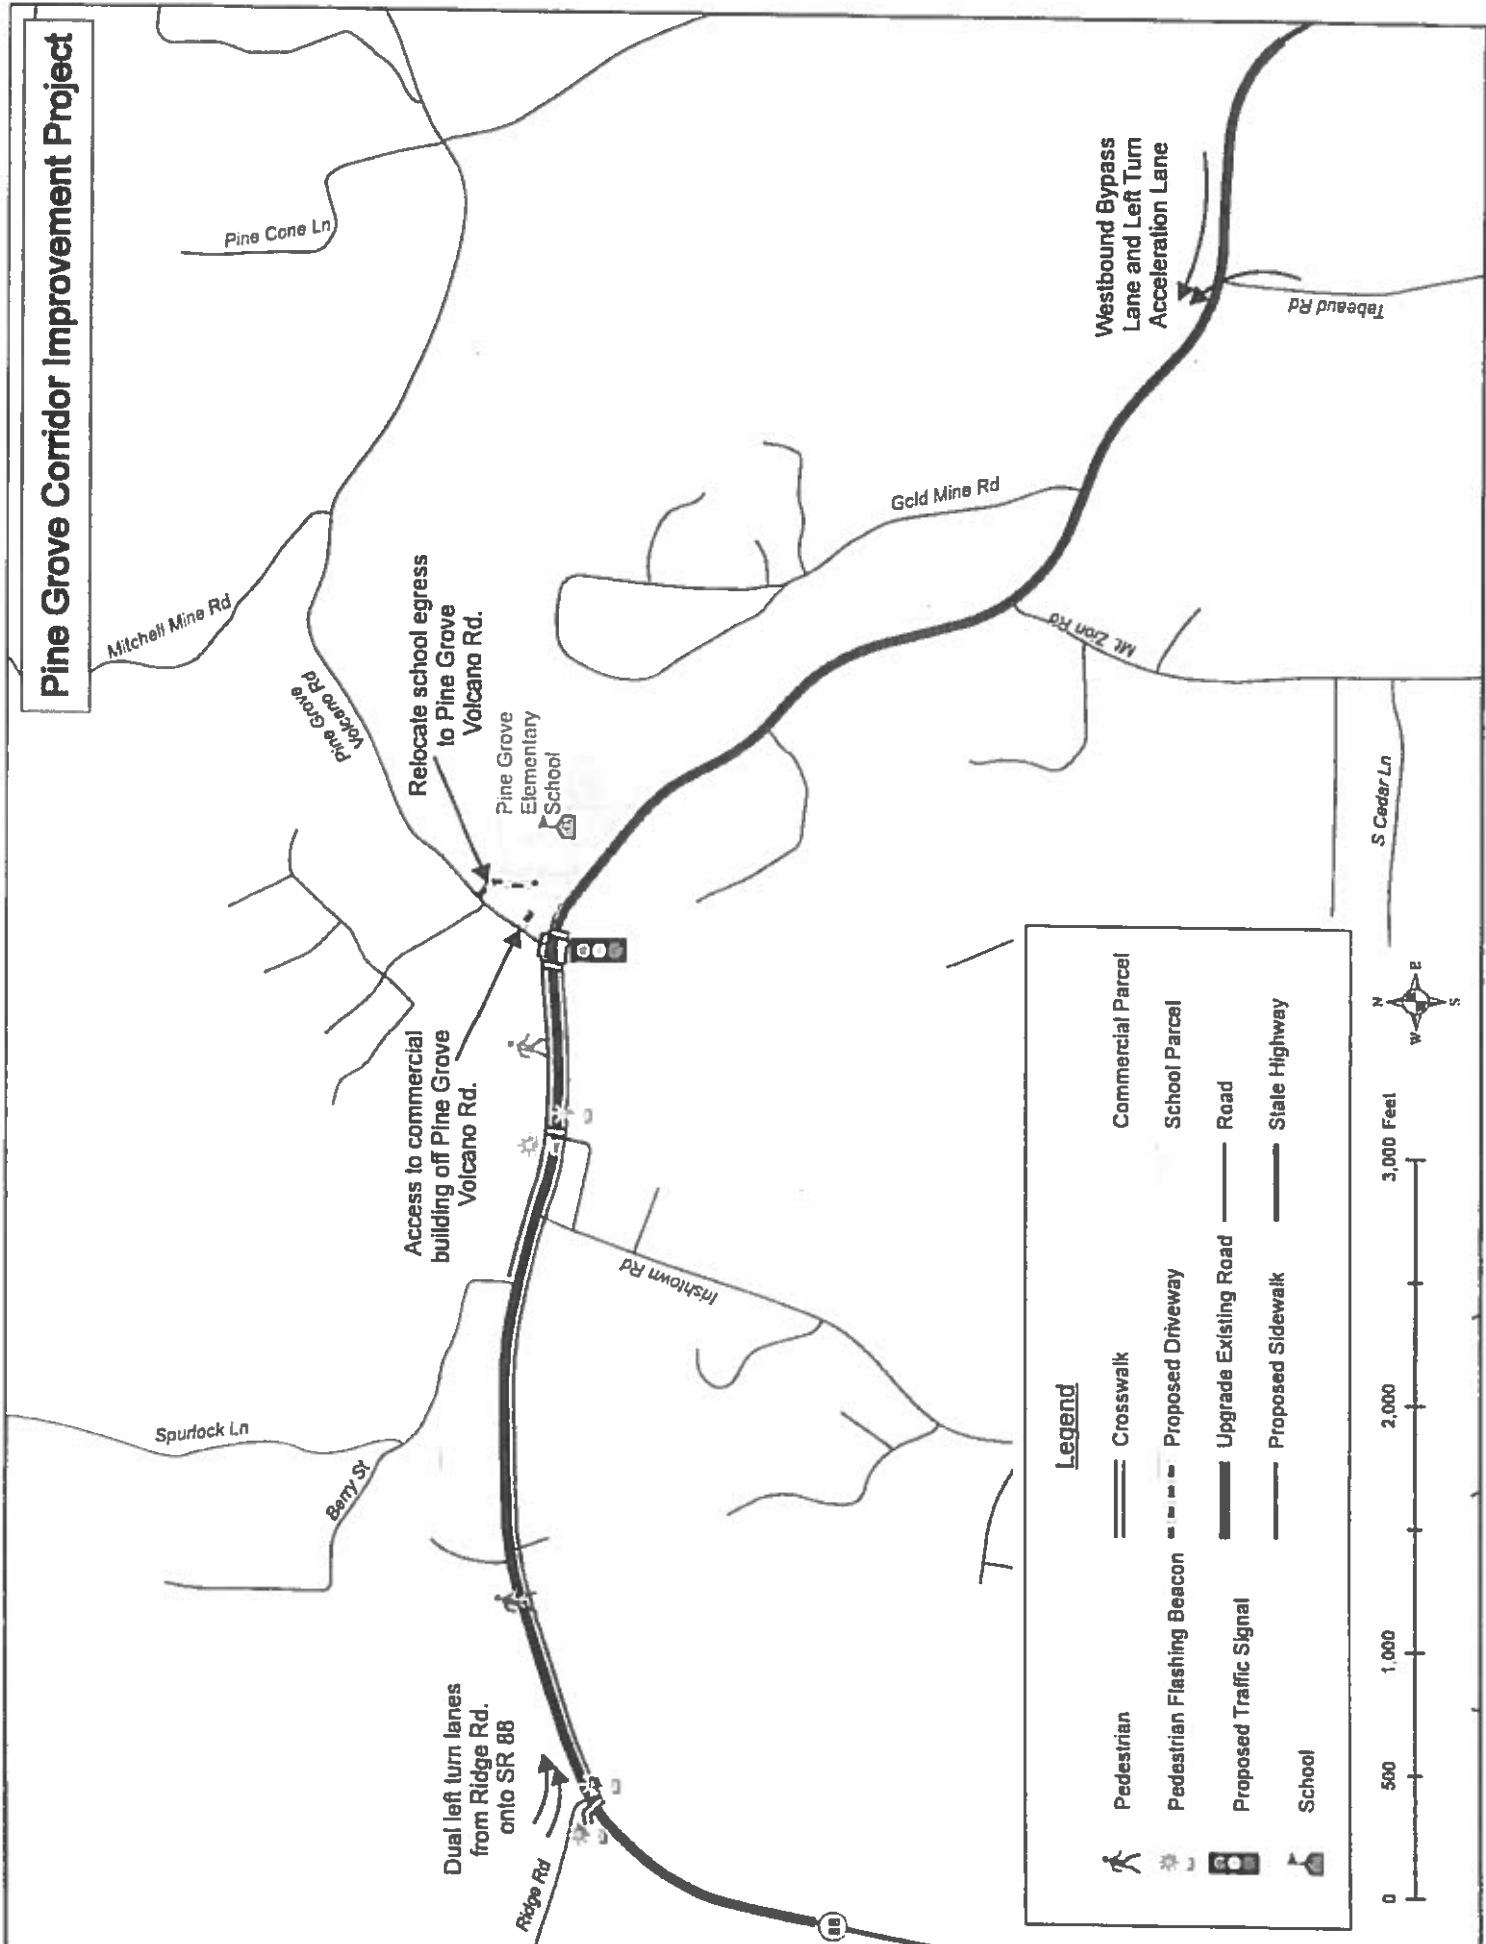 Pine Grove Corridor Improvement Project
Pine Cone Ln
Mitchell Mine Rd
Pine Grove
Volcano Rd
Relocate school egress
to Pine Grove
Volcano Rd.
Pine Grove
Elementary
School
Access to commercial
building off Pine Grove
Volcano Rd.
Spurlock Ln
Berry St
Dual left turn lanes
from Ridge Rd.
onto SR 88
Ridge Rd
88
Irishtown Rd
Gold Mine Rd
Mt. Zion Rd
Westbound Bypass
Lane and Left Turn
Acceleration Lane
Tabeaud Rd
S Cedar Ln
Legend
Pedestrian
Pedestrian Flashing Beacon
Proposed Traffic Signal
School
Crosswalk
Proposed Driveway
Upgrade Existing Road
Proposed Sidewalk
Commercial Parcel
School Parcel
Road
State Highway
0 500 1,000 2,000 3,000 Feet
N
W E
S